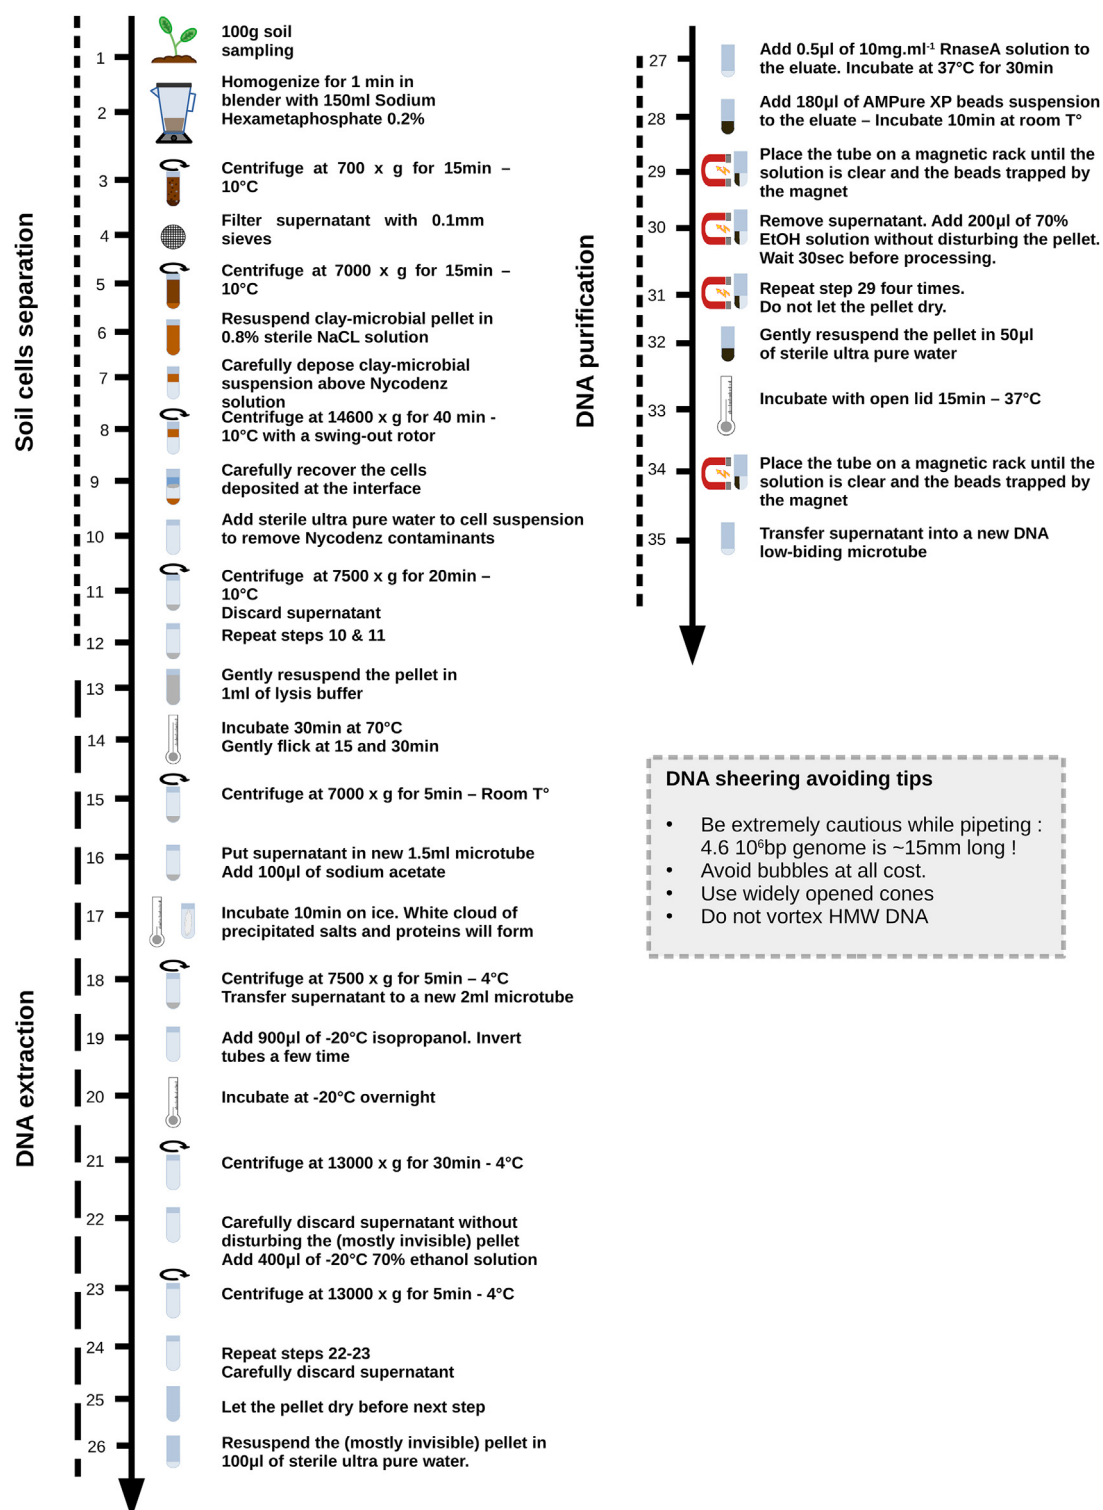 Soil cells separation
1
100g soil
sampling
2
Homogenize for 1 min in
blender with 150ml Sodium
Hexametaphosphate 0.2%
3
Centrifuge at 700 x g for 15min –
10°C
4
Filter supernatant with 0.1mm
sieves
5
Centrifuge at 7000 x g for 15min –
10°C
6
Resuspend clay-microbial pellet in
0.8% sterile NaCL solution
7
Carefully depose clay-microbial
suspension above Nycodenz
solution
8
Centrifuge at 14600 x g for 40 min -
10°C with a swing-out rotor
9
Carefully recover the cells
deposited at the interface
10
Add sterile ultra pure water to cell suspension
to remove Nycodenz contaminants
11
Centrifuge at 7500 x g for 20min –
10°C
Discard supernatant
12
Repeat steps 10 & 11
DNA extraction
13
Gently resuspend the pellet in
1ml of lysis buffer
14
Incubate 30min at 70°C
Gently flick at 15 and 30min
15
Centrifuge at 7000 x g for 5min – Room T°
16
Put supernatant in new 1.5ml microtube
Add 100µl of sodium acetate
17
Incubate 10min on ice. White cloud of
precipitated salts and proteins will form
18
Centrifuge at 7500 x g for 5min – 4°C
Transfer supernatant to a new 2ml microtube
19
Add 900µl of -20°C isopropanol. Invert
tubes a few time
20
Incubate at -20°C overnight
21
Centrifuge at 13000 x g for 30min - 4°C
22
Carefully discard supernatant without
disturbing the (mostly invisible) pellet
Add 400µl of -20°C 70% ethanol solution
23
Centrifuge at 13000 x g for 5min - 4°C
24
Repeat steps 22-23
Carefully discard supernatant
25
Let the pellet dry before next step
26
Resuspend the (mostly invisible) pellet in
100µl of sterile ultra pure water.
DNA purification
27
Add 0.5µl of 10mg.ml⁻¹ RnaseA solution to
the eluate. Incubate at 37°C for 30min
28
Add 180µl of AMPure XP beads suspension
to the eluate – Incubate 10min at room T°
29
Place the tube on a magnetic rack until the
solution is clear and the beads trapped by
the magnet
30
Remove supernatant. Add 200µl of 70%
EtOH solution without disturbing the pellet.
Wait 30sec before processing.
31
Repeat step 29 four times.
Do not let the pellet dry.
32
Gently resuspend the pellet in 50µl
of sterile ultra pure water
33
Incubate with open lid 15min – 37°C
34
Place the tube on a magnetic rack until the
solution is clear and the beads trapped by
the magnet
35
Transfer supernatant into a new DNA
low-biding microtube
DNA sheering avoiding tips
• Be extremely cautious while pipeting :
4.6 10⁶bp genome is ~15mm long !
• Avoid bubbles at all cost.
• Use widely opened cones
• Do not vortex HMW DNA